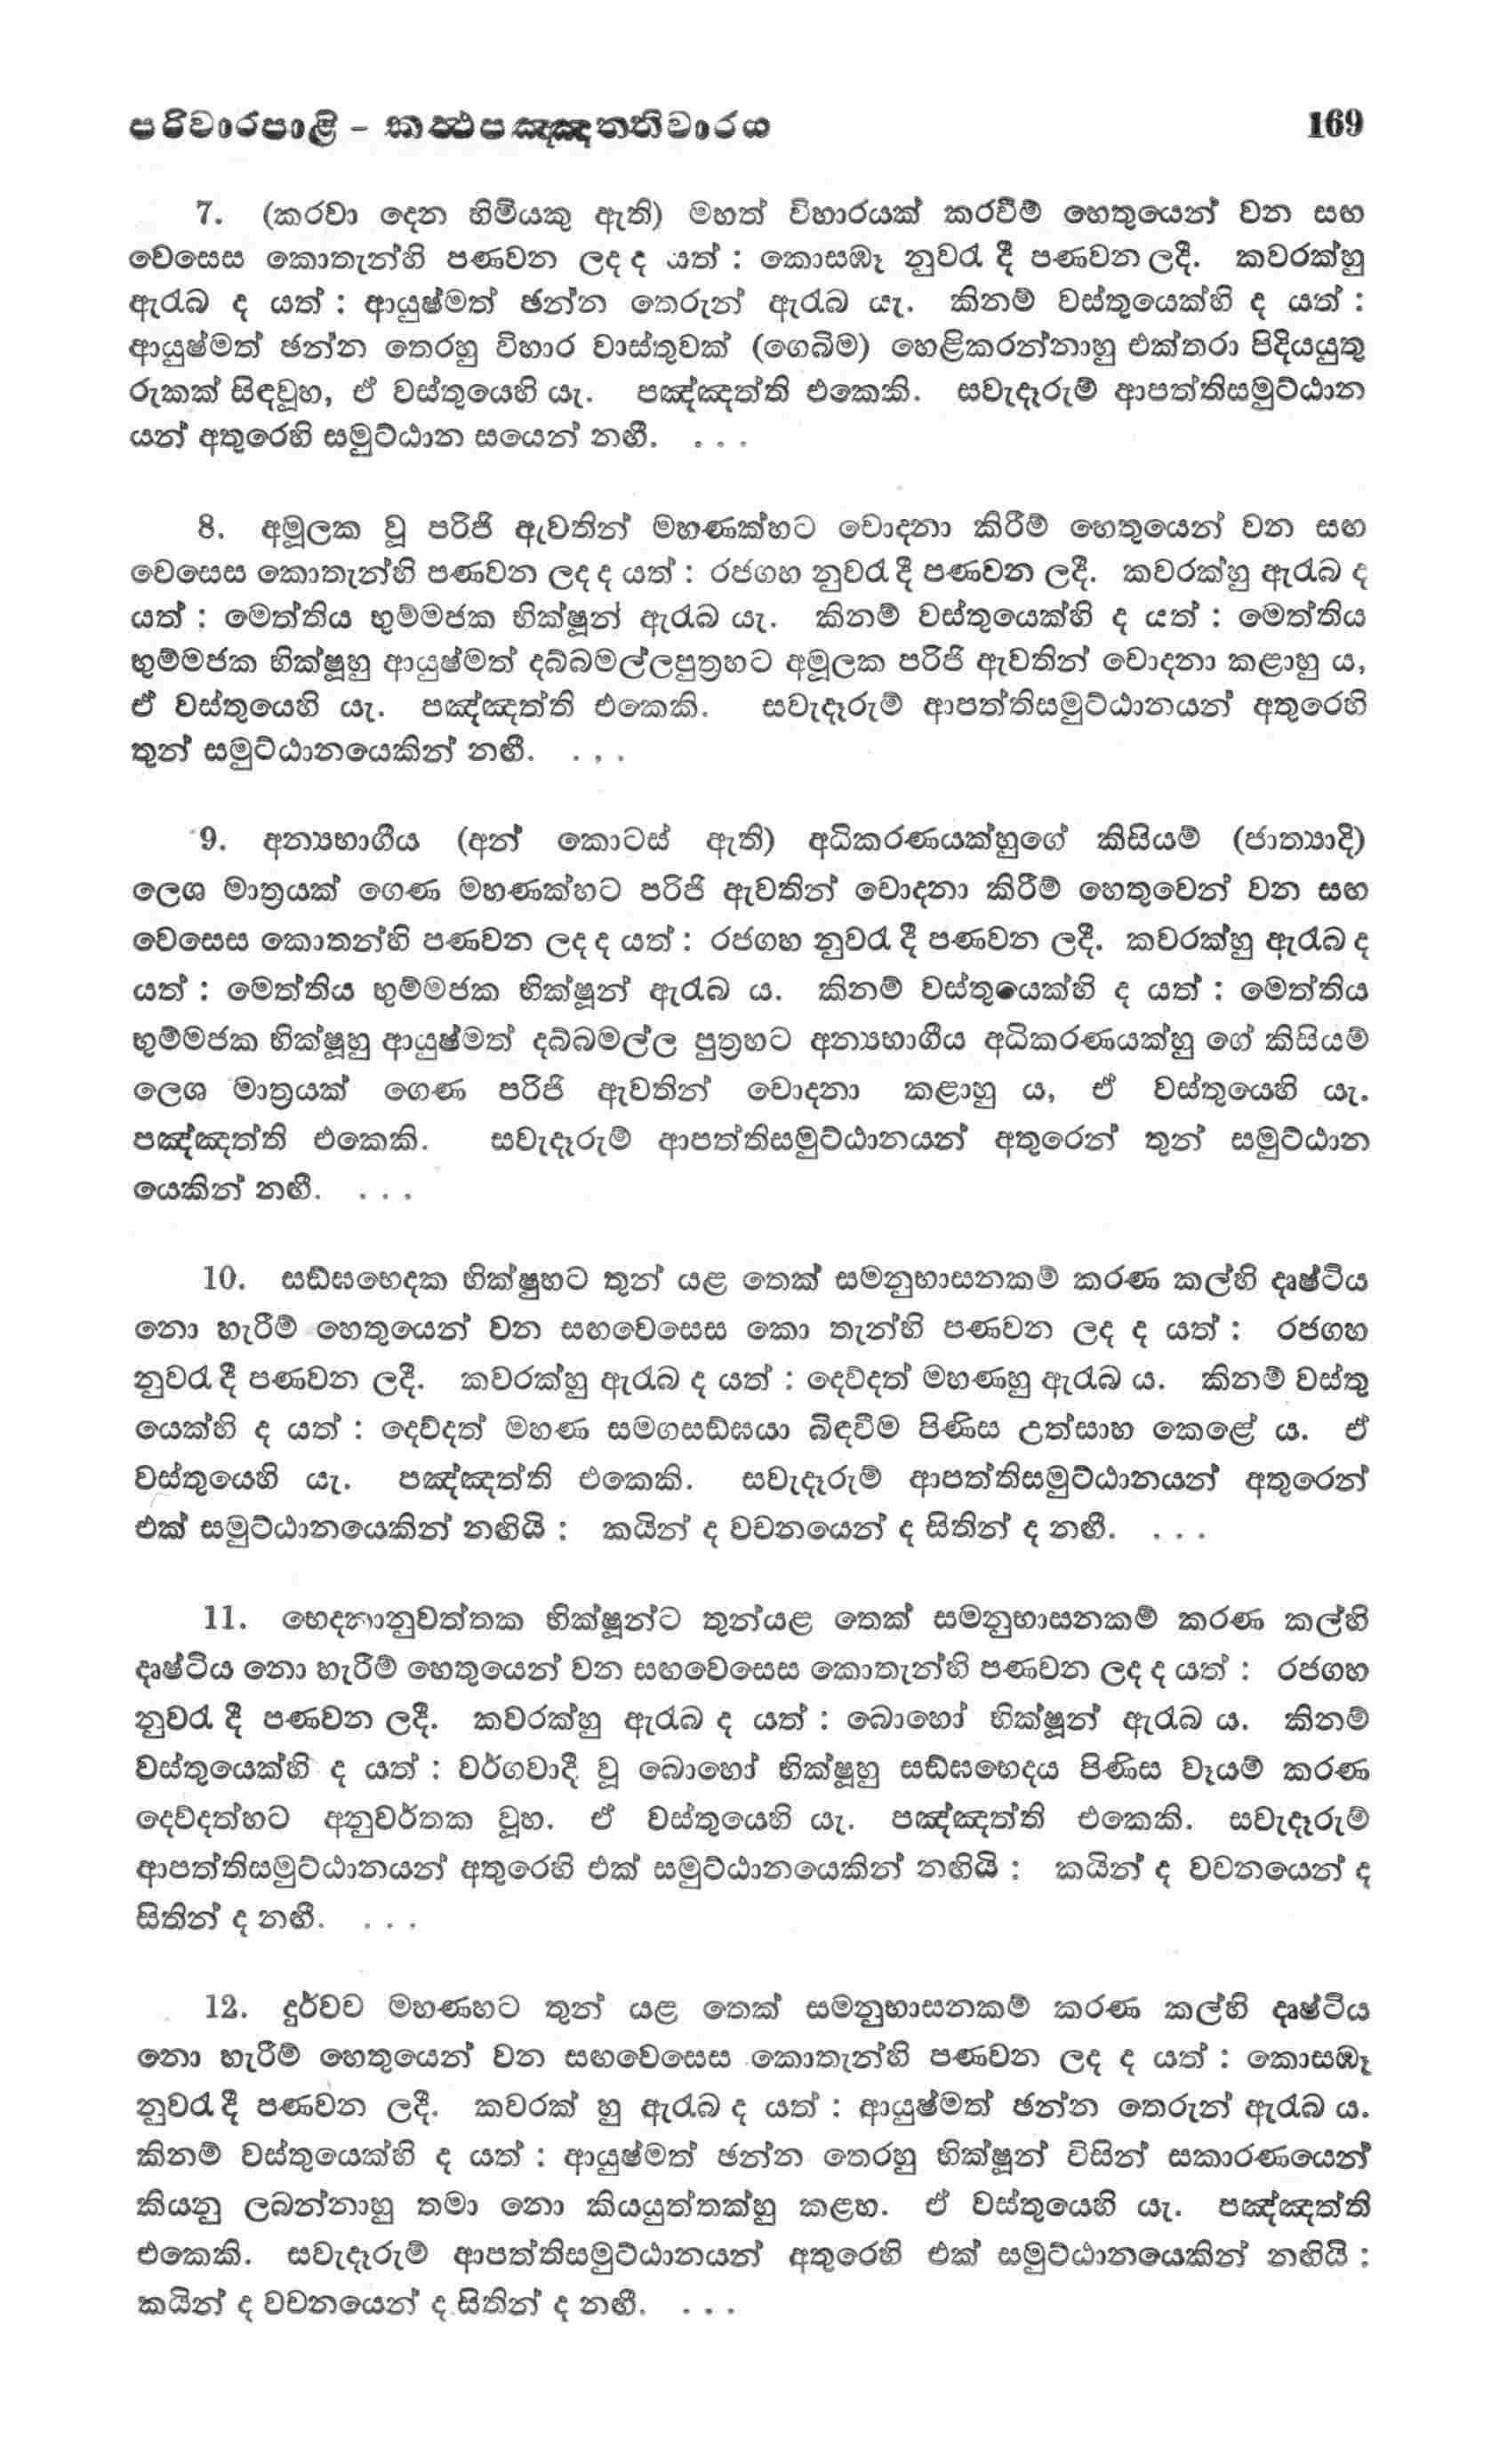 පරිවාරපාළි - කත්‍ථපඤ්ඤත්තිවාරය 169
7. (කරවා දෙන හිමියකු ඇති) මහත් විහාරයක් කරවීම් හෙතුයෙන් වන සඟ
වෙසෙස කොතැන්හි පණවන ලද ද යත් : කොසඹෑ නුවර දී පණවන ලදී. කවරක්හු
ඇරැබ ද යත් : ආයුෂ්මත් ඡන්න තෙරුන් ඇරැබ යැ. කිනම් වස්තුයෙක්හි ද යත් :
ආයුෂ්මත් ඡන්න තෙරහු විහාර වාස්තුවක් (ගෙබිම) හෙළිකරන්නාහු එක්තරා පිදියයුතු
රුකක් සිඳවූහ, ඒ වස්තුයෙහි යැ. පඤ්ඤත්ති එකෙකි. සවැදෑරුම් ආපත්තිසමුට්ඨාන
යන් අතුරෙහි සමුට්ඨාන සයෙන් නඟී. . . .
8. අමූලක වූ පරිජි ඇවතින් මහණක්හට චොදනා කිරීම් හෙතුයෙන් වන සඟ
වෙසෙස කොතැන්හි පණවන ලද ද යත් : රජගහ නුවර දී පණවන ලදී. කවරක්හු ඇරැබ ද
යත් : මෙත්තිය භුම්මජක භික්ෂූන් ඇරැබ යැ. කිනම් වස්තුයෙක්හි ද යත් : මෙත්තිය
භුම්මජක භික්ෂූහු ආයුෂ්මත් දබ්බමල්ලපුත්‍රහට අමූලක පරිජි ඇවතින් චොදනා කළාහු ය,
ඒ වස්තුයෙහි යැ. පඤ්ඤත්ති එකෙකි. සවැදෑරුම් ආපත්තිසමුට්ඨානයන් අතුරෙහි
තුන් සමුට්ඨානයෙකින් නඟී. . . .
9. අන්‍යභාගීය (අන් කොටස් ඇති) අධිකරණයක්හුගේ කිසියම් (ජාත්‍යාදි)
ලෙශ මාත්‍රයක් ගෙණ මහණක්හට පරිජි ඇවතින් චොදනා කිරීම් හෙතුවෙන් වන සඟ
වෙසෙස කොතන්හි පණවන ලද ද යත් : රජගහ නුවර දී පණවන ලදී. කවරක්හු ඇරැබ ද
යත් : මෙත්තිය භුම්මජක භික්ෂූන් ඇරැබ ය. කිනම් වස්තුයෙක්හි ද යත් : මෙත්තිය
භුම්මජක භික්ෂූහු ආයුෂ්මත් දබ්බමල්ල පුත්‍රහට අන්‍යභාගීය අධිකරණයක්හු ගේ කිසියම්
ලෙශ මාත්‍රයක් ගෙණ පරිජි ඇවතින් චොදනා කළාහු ය, ඒ වස්තුයෙහි යැ.
පඤ්ඤත්ති එකෙකි. සවැදෑරුම් ආපත්තිසමුට්ඨානයන් අතුරෙන් තුන් සමුට්ඨාන
යෙකින් නඟී. . . .
10. සඞ්ඝභෙදක භික්ෂුහට තුන් යළ තෙක් සමනුභාසනකම් කරණ කල්හි දෘෂ්ටිය
නො හැරීම් හෙතුයෙන් වන සඟවෙසෙස කො තැන්හි පණවන ලද ද යත් : රජගහ
නුවර දී පණවන ලදී. කවරක්හු ඇරැබ ද යත් : දෙව්දත් මහණහු ඇරැබ ය. කිනම් වස්තු
යෙක්හි ද යත් : දෙව්දත් මහණ සමගසඞ්ඝයා බිඳවීම පිණිස උත්සාහ කෙළේ ය. ඒ
වස්තුයෙහි යැ. පඤ්ඤත්ති එකෙකි. සවැදෑරුම් ආපත්තිසමුට්ඨානයන් අතුරෙන්
එක් සමුට්ඨානයෙකින් නඟියි : කයින් ද වචනයෙන් ද සිතින් ද නඟී. . . .
11. භෙදකානුවත්තක භික්ෂූන්ට තුන්යළ තෙක් සමනුභාසනකම් කරණ කල්හි
දෘෂ්ටිය නො හැරීම් හෙතුයෙන් වන සඟවෙසෙස කොතැන්හි පණවන ලද ද යත් : රජගහ
නුවර දී පණවන ලදී. කවරක්හු ඇරැබ ද යත් : බොහෝ භික්ෂූන් ඇරැබ ය. කිනම්
වස්තුයෙක්හි ද යත් : වර්ගවාදී වූ බොහෝ භික්ෂූහු සඞ්ඝභෙදය පිණිස වෑයම් කරණ
දෙව්දත්හට අනුවර්තක වූහ. ඒ වස්තුයෙහි යැ. පඤ්ඤත්ති එකෙකි. සවැදෑරුම්
ආපත්තිසමුට්ඨානයන් අතුරෙහි එක් සමුට්ඨානයෙකින් නඟියි : කයින් ද වචනයෙන් ද
සිතින් ද නඟී. . . .
12. දුර්වච මහණහට තුන් යළ තෙක් සමනුභාසනකම් කරණ කල්හි දෘෂ්ටිය
නො හැරීම් හෙතුයෙන් වන සඟවෙසෙස කොතැන්හි පණවන ලද ද යත් : කොසඹෑ
නුවර දී පණවන ලදී. කවරක් හු ඇරැබ ද යත් : ආයුෂ්මත් ඡන්න තෙරුන් ඇරැබ ය.
කිනම් වස්තුයෙක්හි ද යත් : ආයුෂ්මත් ඡන්න තෙරහු භික්ෂූන් විසින් සකාරණයෙන්
කියනු ලබන්නාහු තමා නො කියයුත්තක්හු කළහ. ඒ වස්තුයෙහි යැ. පඤ්ඤත්ති
එකෙකි. සවැදෑරුම් ආපත්තිසමුට්ඨානයන් අතුරෙහි එක් සමුට්ඨානයෙකින් නඟියි :
කයින් ද වචනයෙන් ද සිතින් ද නඟී. . . .